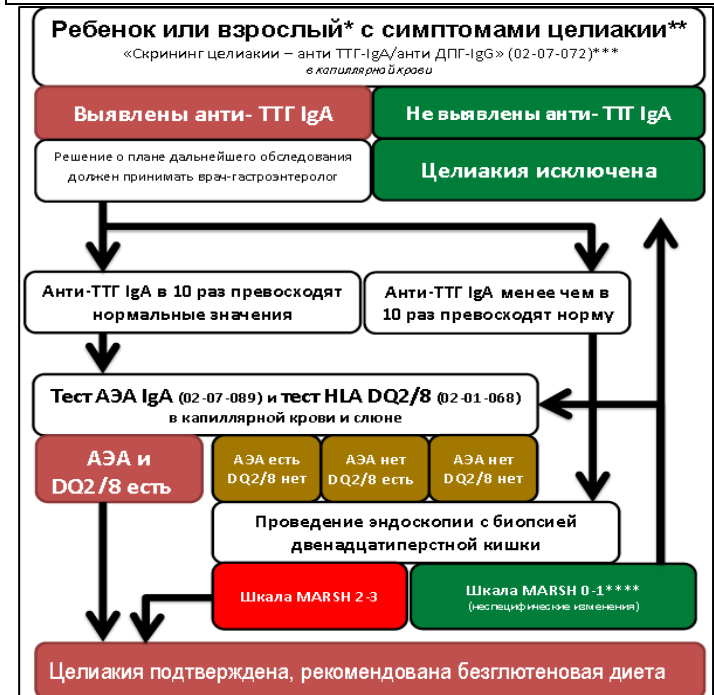 Ребенок или взрослый* с симптомами целиакии**
«Скрининг целиакии – анти ТТГ-IgA/анти ДПГ-IgG» (02-07-072)***
в капиллярной крови
Выявлены анти- ТТГ IgA
Не выявлены анти- ТТГ IgA
Решение о плане дальнейшего обследования
должен принимать врач-гастроэнтеролог
Целиакия исключена
Анти-ТТГ IgA в 10 раз превосходят
нормальные значения
Анти-ТТГ IgA менее чем в
10 раз превосходят норму
Тест АЭА IgA (02-07-089) и тест HLA DQ2/8 (02-01-068)
в капиллярной крови и слюне
АЭА и
DQ2/8 есть
АЭА есть
DQ2/8 нет
АЭА нет
DQ2/8 есть
АЭА нет
DQ2/8 нет
Проведение эндоскопии с биопсией
двенадцатиперстной кишки
Шкала MARSH 2-3
Шкала MARSH 0-1****
(неспецифические изменения)
Целиакия подтверждена, рекомендована безглютеновая диета